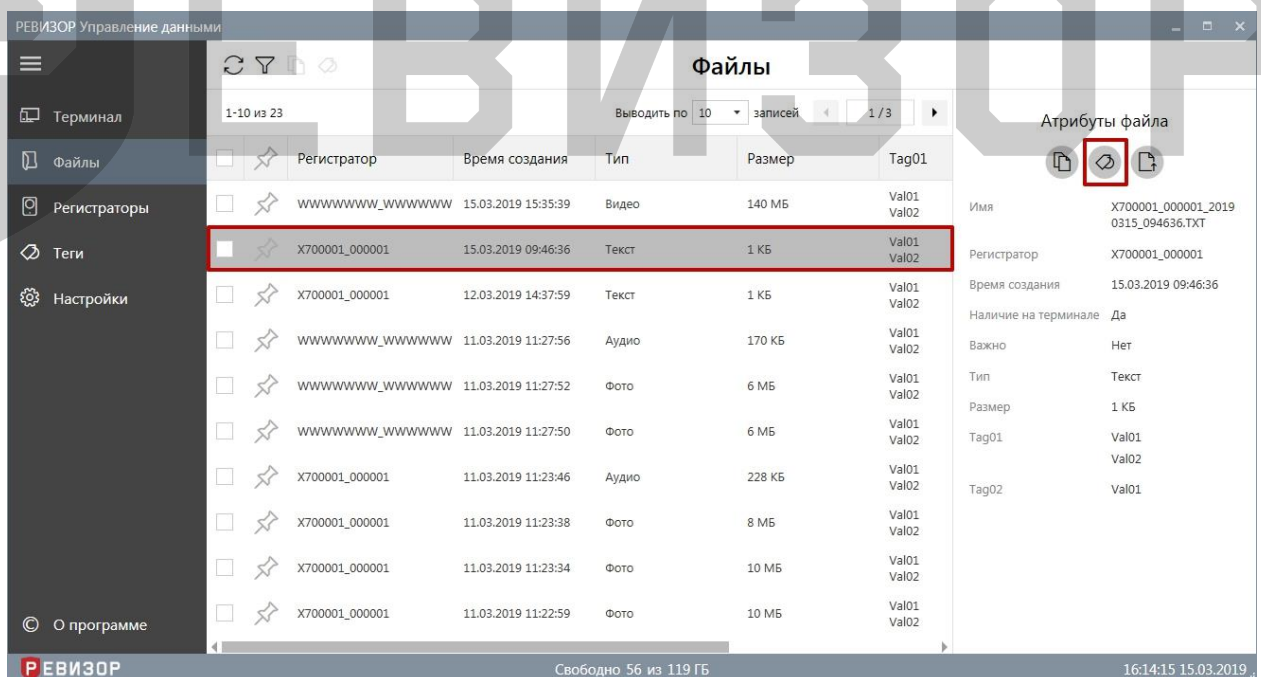 РЕВИЗОР Управление данными
РЕВИЗОР
Файлы
Терминал
Файлы
Регистраторы
Теги
Настройки
© О программе
1-10 из 23
Выводить по 10 записей 1 / 3
Регистратор Время создания Тип Размер Tag01
WWWWWWW_WWWWWW 15.03.2019 15:35:39 Видео 140 МБ Val01
Val02
X700001_000001 15.03.2019 09:46:36 Текст 1 КБ Val01
Val02
X700001_000001 12.03.2019 14:37:59 Текст 1 КБ Val01
Val02
WWWWWWW_WWWWWW 11.03.2019 11:27:56 Аудио 170 КБ Val01
Val02
WWWWWWW_WWWWWW 11.03.2019 11:27:52 Фото 6 МБ Val01
Val02
WWWWWWW_WWWWWW 11.03.2019 11:27:50 Фото 6 МБ Val01
Val02
X700001_000001 11.03.2019 11:23:46 Аудио 228 КБ Val01
Val02
X700001_000001 11.03.2019 11:23:38 Фото 8 МБ Val01
Val02
X700001_000001 11.03.2019 11:23:34 Фото 10 МБ Val01
Val02
X700001_000001 11.03.2019 11:22:59 Фото 10 МБ Val01
Val02
Атрибуты файла
Имя X700001_000001_2019
0315_094636.TXT
Регистратор X700001_000001
Время создания 15.03.2019 09:46:36
Наличие на терминале Да
Важно Нет
Тип Текст
Размер 1 КБ
Tag01 Val01
Val02
Tag02 Val01
РЕВИЗОР Свободно 56 из 119 ГБ 16:14:15 15.03.2019